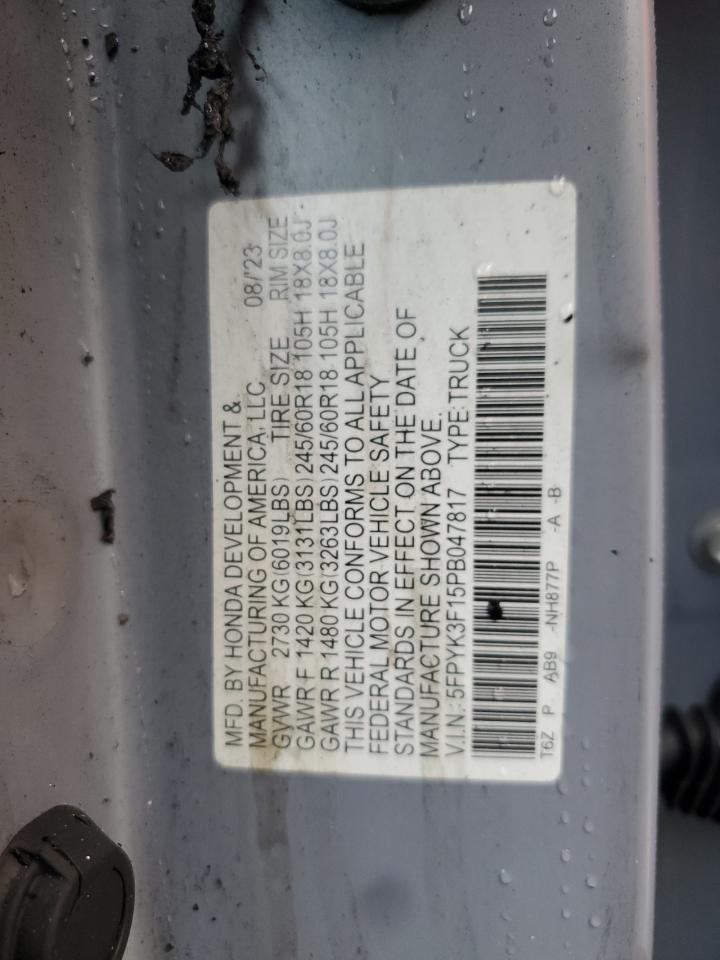 MFD. BY HONDA DEVELOPMENT &
MANUFACTURING OF AMERICA, LLC 08/'23
GVWR 2730 KG (6019LBS) TIRE SIZE RIM SIZE
GAWR F 1420 KG (3131LBS) 245/60R18 105H 18X8.0J
GAWR R 1480 KG (3263LBS) 245/60R18 105H 18X8.0J
THIS VEHICLE CONFORMS TO ALL APPLICABLE
FEDERAL MOTOR VEHICLE SAFETY
STANDARDS IN EFFECT ON THE DATE OF
MANUFACTURE SHOWN ABOVE.
V.I.N.: 5FPYK3F15PB047817 TYPE: TRUCK
T6Z P AB9 -NH877P -A -B